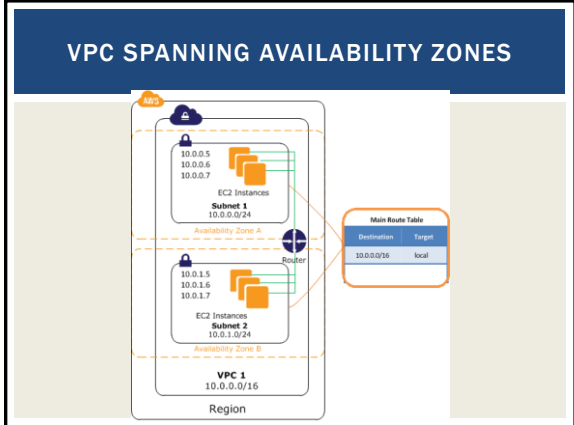 VPC SPANNING AVAILABILITY ZONES
AWS
10.0.0.5
10.0.0.6
10.0.0.7
EC2 Instances
Subnet 1
10.0.0.0/24
Availability Zone A
Router
10.0.1.5
10.0.1.6
10.0.1.7
EC2 Instances
Subnet 2
10.0.1.0/24
Availability Zone B
VPC 1
10.0.0.0/16
Region
Main Route Table
Destination Target
10.0.0.0/16 local